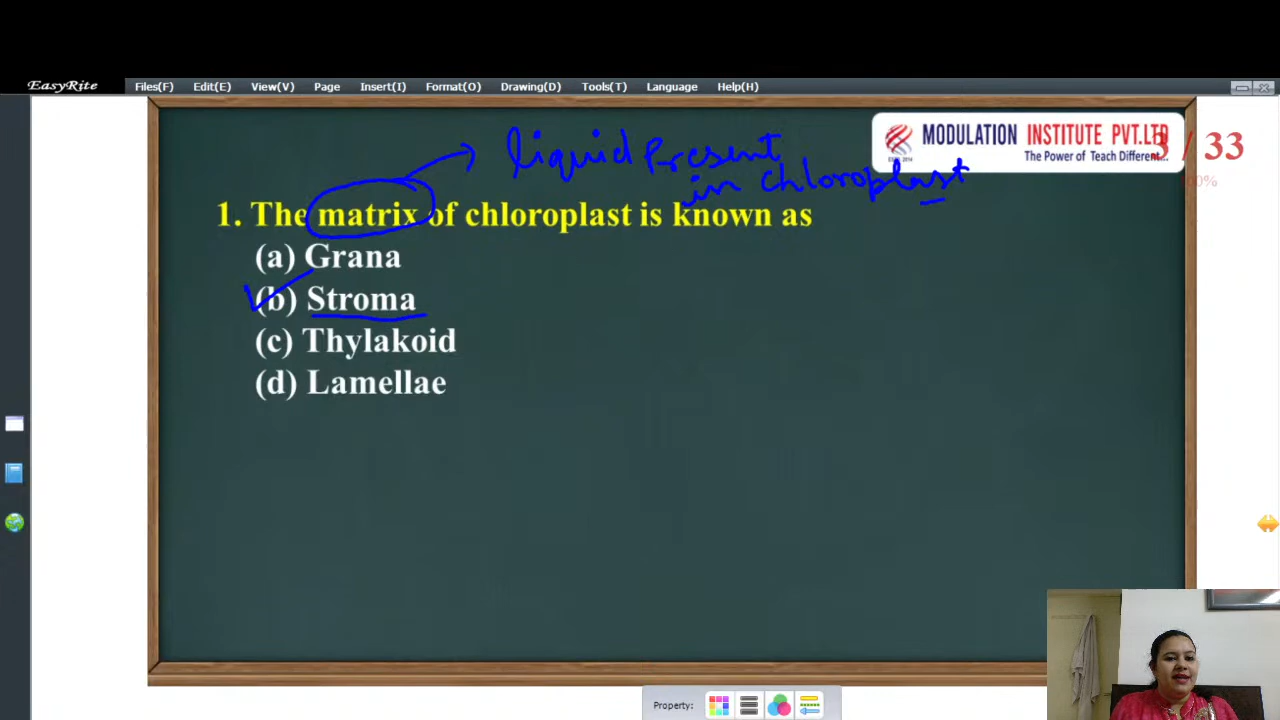 EasyRite Files(F) Edit(E) View(V) Page Insert(I) Format(O) Drawing(D) Tools(T) Language Help(H)
liquid Present
in chloroplast
MODULATION INSTITUTE PVT.LTD
The Power of Teach Different...
3 / 33
1. The matrix of chloroplast is known as
(a) Grana
(b) Stroma
(c) Thylakoid
(d) Lamellae
Property: